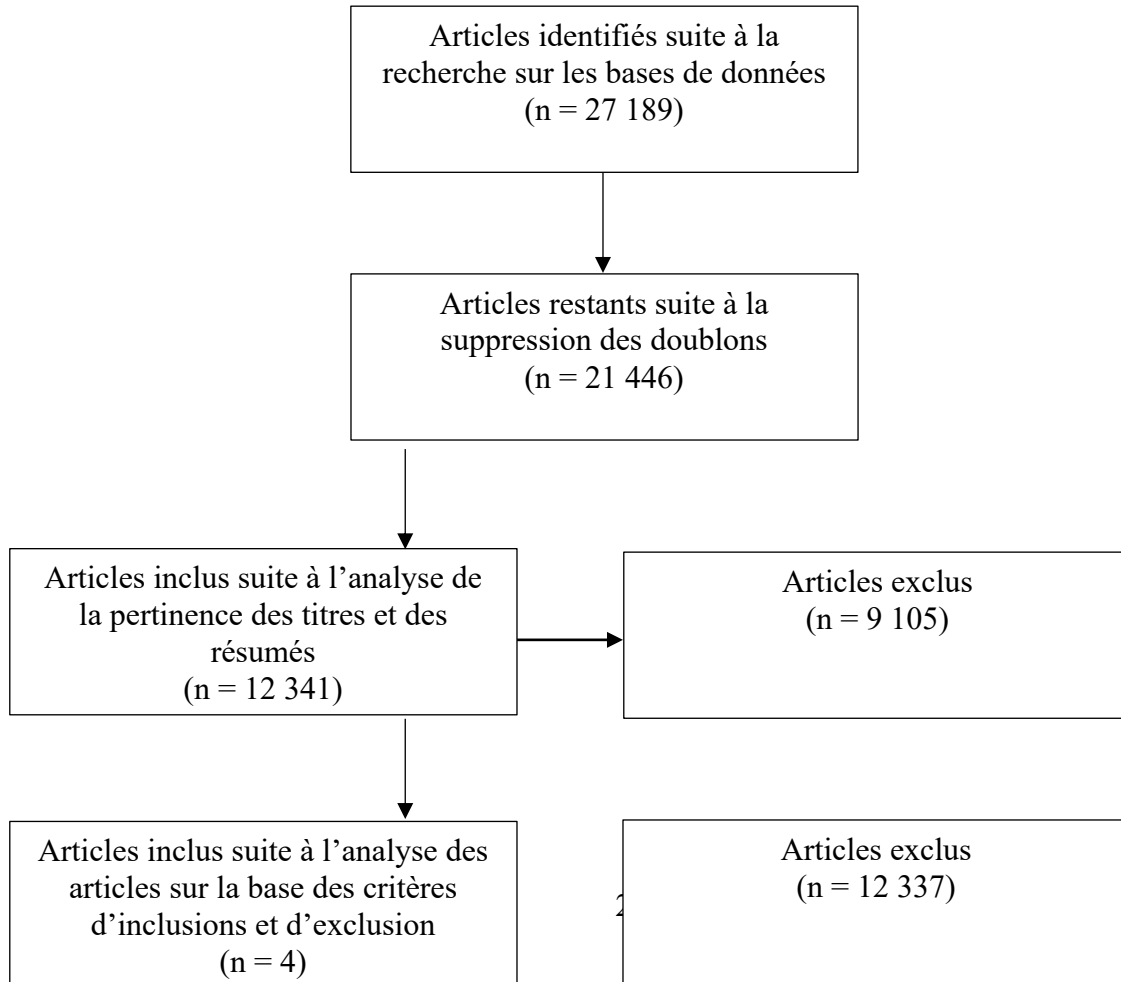 Articles identifiés suite à la
recherche sur les bases de données
(n = 27 189)
Articles restants suite à la
suppression des doublons
(n = 21 446)
Articles inclus suite à l’analyse de
la pertinence des titres et des
résumés
(n = 12 341)
Articles exclus
(n = 9 105)
Articles inclus suite à l’analyse des
articles sur la base des critères
d’inclusions et d’exclusion
(n = 4)
Articles exclus
(n = 12 337)